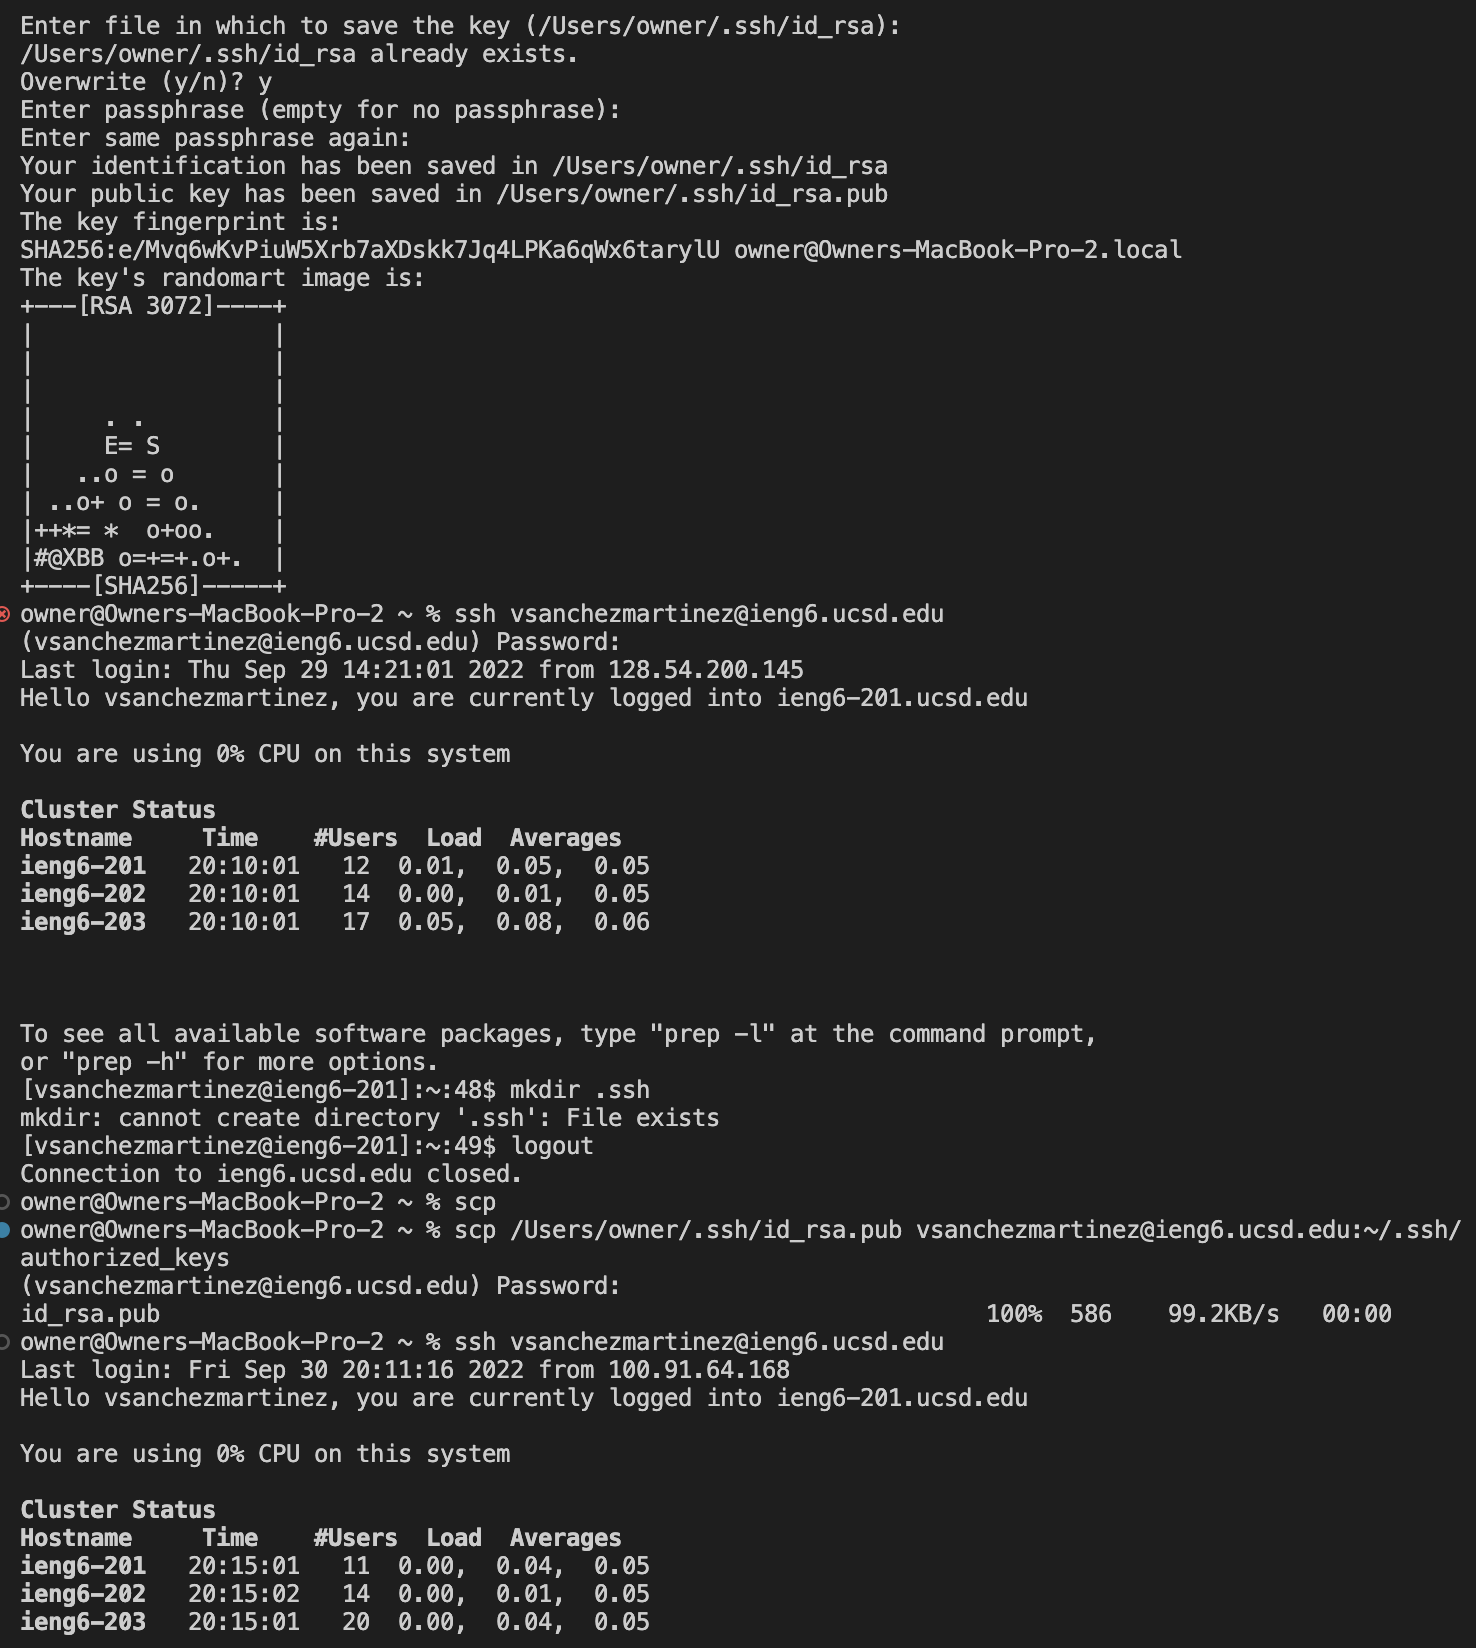 Enter file in which to save the key (/Users/owner/.ssh/id_rsa):
/Users/owner/.ssh/id_rsa already exists.
Overwrite (y/n)? y
Enter passphrase (empty for no passphrase):
Enter same passphrase again:
Your identification has been saved in /Users/owner/.ssh/id_rsa
Your public key has been saved in /Users/owner/.ssh/id_rsa.pub
The key fingerprint is:
SHA256:e/Mvq6wKvPiuW5Xrb7aXDskk7Jq4LPKa6qWx6tarylU owner@Owners-MacBook-Pro-2.local
The key's randomart image is:
+---[RSA 3072]----+
|                 |
|                 |
|                 |
|     . .         |
|     E= S        |
|   ..o = o       |
| ..o+ o = o.     |
|++*= *  o+oo.    |
|#@XBB o=+=+.o+.  |
+----[SHA256]-----+
owner@Owners-MacBook-Pro-2 ~ % ssh vsanchezmartinez@ieng6.ucsd.edu
(vsanchezmartinez@ieng6.ucsd.edu) Password:
Last login: Thu Sep 29 14:21:01 2022 from 128.54.200.145
Hello vsanchezmartinez, you are currently logged into ieng6-201.ucsd.edu

You are using 0% CPU on this system

Cluster Status
Hostname     Time    #Users  Load  Averages
ieng6-201   20:10:01   12  0.01,  0.05,  0.05
ieng6-202   20:10:01   14  0.00,  0.01,  0.05
ieng6-203   20:10:01   17  0.05,  0.08,  0.06

To see all available software packages, type "prep -l" at the command prompt,
or "prep -h" for more options.
[vsanchezmartinez@ieng6-201]:~:48$ mkdir .ssh
mkdir: cannot create directory '.ssh': File exists
[vsanchezmartinez@ieng6-201]:~:49$ logout
Connection to ieng6.ucsd.edu closed.
owner@Owners-MacBook-Pro-2 ~ % scp
owner@Owners-MacBook-Pro-2 ~ % scp /Users/owner/.ssh/id_rsa.pub vsanchezmartinez@ieng6.ucsd.edu:~/.ssh/
authorized_keys
(vsanchezmartinez@ieng6.ucsd.edu) Password:
id_rsa.pub                                                           100%  586    99.2KB/s   00:00
owner@Owners-MacBook-Pro-2 ~ % ssh vsanchezmartinez@ieng6.ucsd.edu
Last login: Fri Sep 30 20:11:16 2022 from 100.91.64.168
Hello vsanchezmartinez, you are currently logged into ieng6-201.ucsd.edu

You are using 0% CPU on this system

Cluster Status
Hostname     Time    #Users  Load  Averages
ieng6-201   20:15:01   11  0.00,  0.04,  0.05
ieng6-202   20:15:02   14  0.00,  0.01,  0.05
ieng6-203   20:15:01   20  0.00,  0.04,  0.05